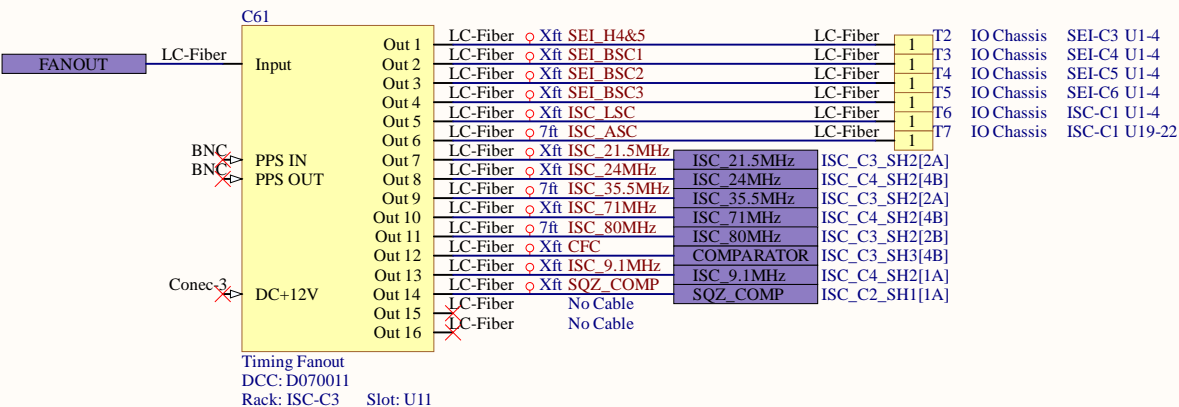 C61
Out 1 LC-Fiber Xft SEI_H4&5 LC-Fiber 1 T2 IO Chassis SEI-C3 U1-4
FANOUT LC-Fiber Input Out 2 LC-Fiber Xft SEI_BSC1 LC-Fiber 1 T3 IO Chassis SEI-C4 U1-4
Out 3 LC-Fiber Xft SEI_BSC2 LC-Fiber 1 T4 IO Chassis SEI-C5 U1-4
Out 4 LC-Fiber Xft SEI_BSC3 LC-Fiber 1 T5 IO Chassis SEI-C6 U1-4
Out 5 LC-Fiber Xft ISC_LSC LC-Fiber 1 T6 IO Chassis ISC-C1 U1-4
Out 6 LC-Fiber 7ft ISC_ASC LC-Fiber 1 T7 IO Chassis ISC-C1 U19-22
BNC PPS IN Out 7 LC-Fiber Xft ISC_21.5MHz ISC_21.5MHz ISC_C3_SH2[2A]
BNC PPS OUT Out 8 LC-Fiber Xft ISC_24MHz ISC_24MHz ISC_C4_SH2[4B]
Out 9 LC-Fiber 7ft ISC_35.5MHz ISC_35.5MHz ISC_C3_SH2[2A]
Out 10 LC-Fiber Xft ISC_71MHz ISC_71MHz ISC_C4_SH2[4B]
Out 11 LC-Fiber 7ft ISC_80MHz ISC_80MHz ISC_C3_SH2[2B]
Out 12 LC-Fiber Xft CFC COMPARATOR ISC_C3_SH3[4B]
Out 13 LC-Fiber Xft ISC_9.1MHz ISC_9.1MHz ISC_C4_SH2[1A]
Conec-3 DC+12V Out 14 LC-Fiber Xft SQZ_COMP SQZ_COMP ISC_C2_SH1[1A]
Out 15 LC-Fiber No Cable
Out 16 LC-Fiber No Cable
Timing Fanout
DCC: D070011
Rack: ISC-C3 Slot: U11